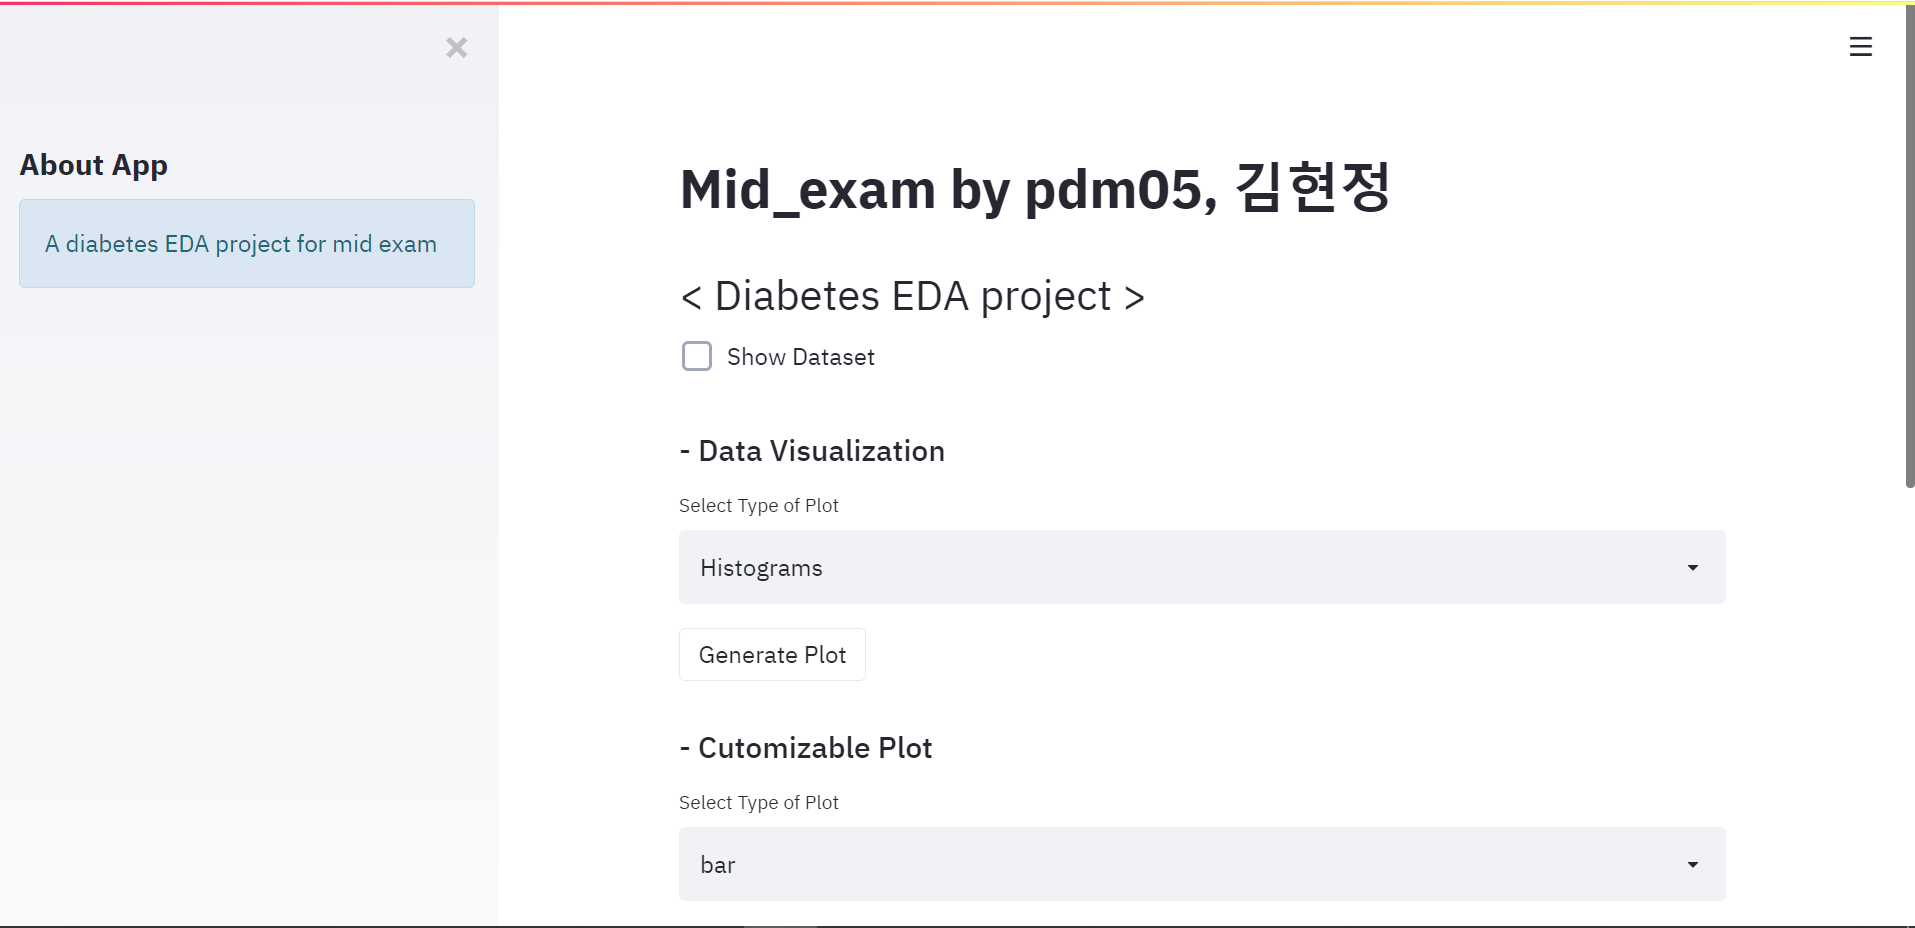 About App
A diabetes EDA project for mid exam
Mid_exam by pdm05, 김현정
< Diabetes EDA project >
Show Dataset
- Data Visualization
Select Type of Plot
Histograms
Generate Plot
- Cutomizable Plot
Select Type of Plot
bar